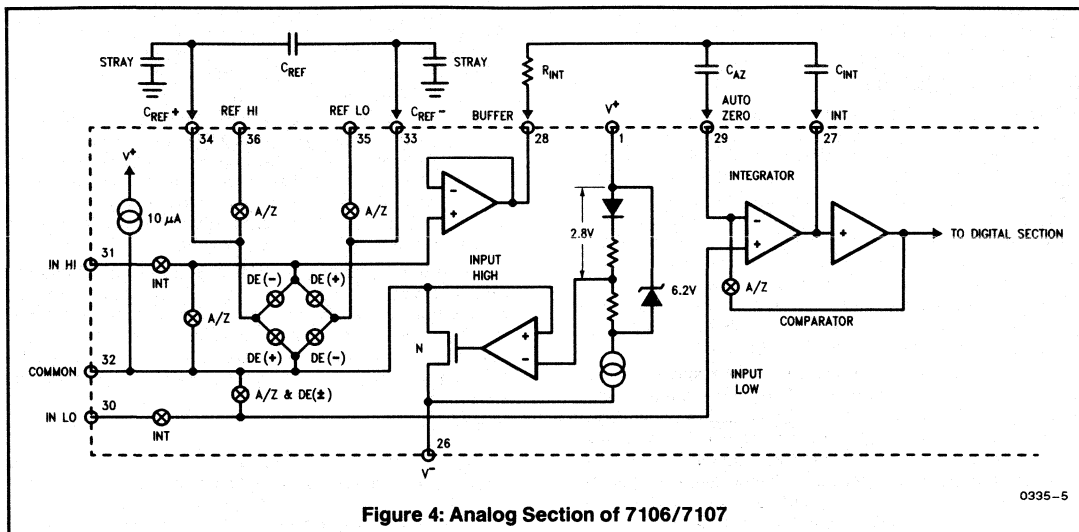 STRAY
C_REF
STRAY
R_INT
C_AZ
C_INT
C_REF+
REF HI
REF LO
C_REF−
BUFFER
V+
AUTO ZERO
INT
34
36
35
33
28
1
29
27
V+
10 μA
A/Z
A/Z
2.8V
6.2V
INTEGRATOR
TO DIGITAL SECTION
IN HI
31
INT
INPUT HIGH
DE(−)
DE(+)
A/Z
DE(+)
DE(−)
N
A/Z
COMPARATOR
COMMON
32
A/Z & DE(±)
INPUT LOW
IN LO
30
INT
26
V−
0335–5
Figure 4: Analog Section of 7106/7107